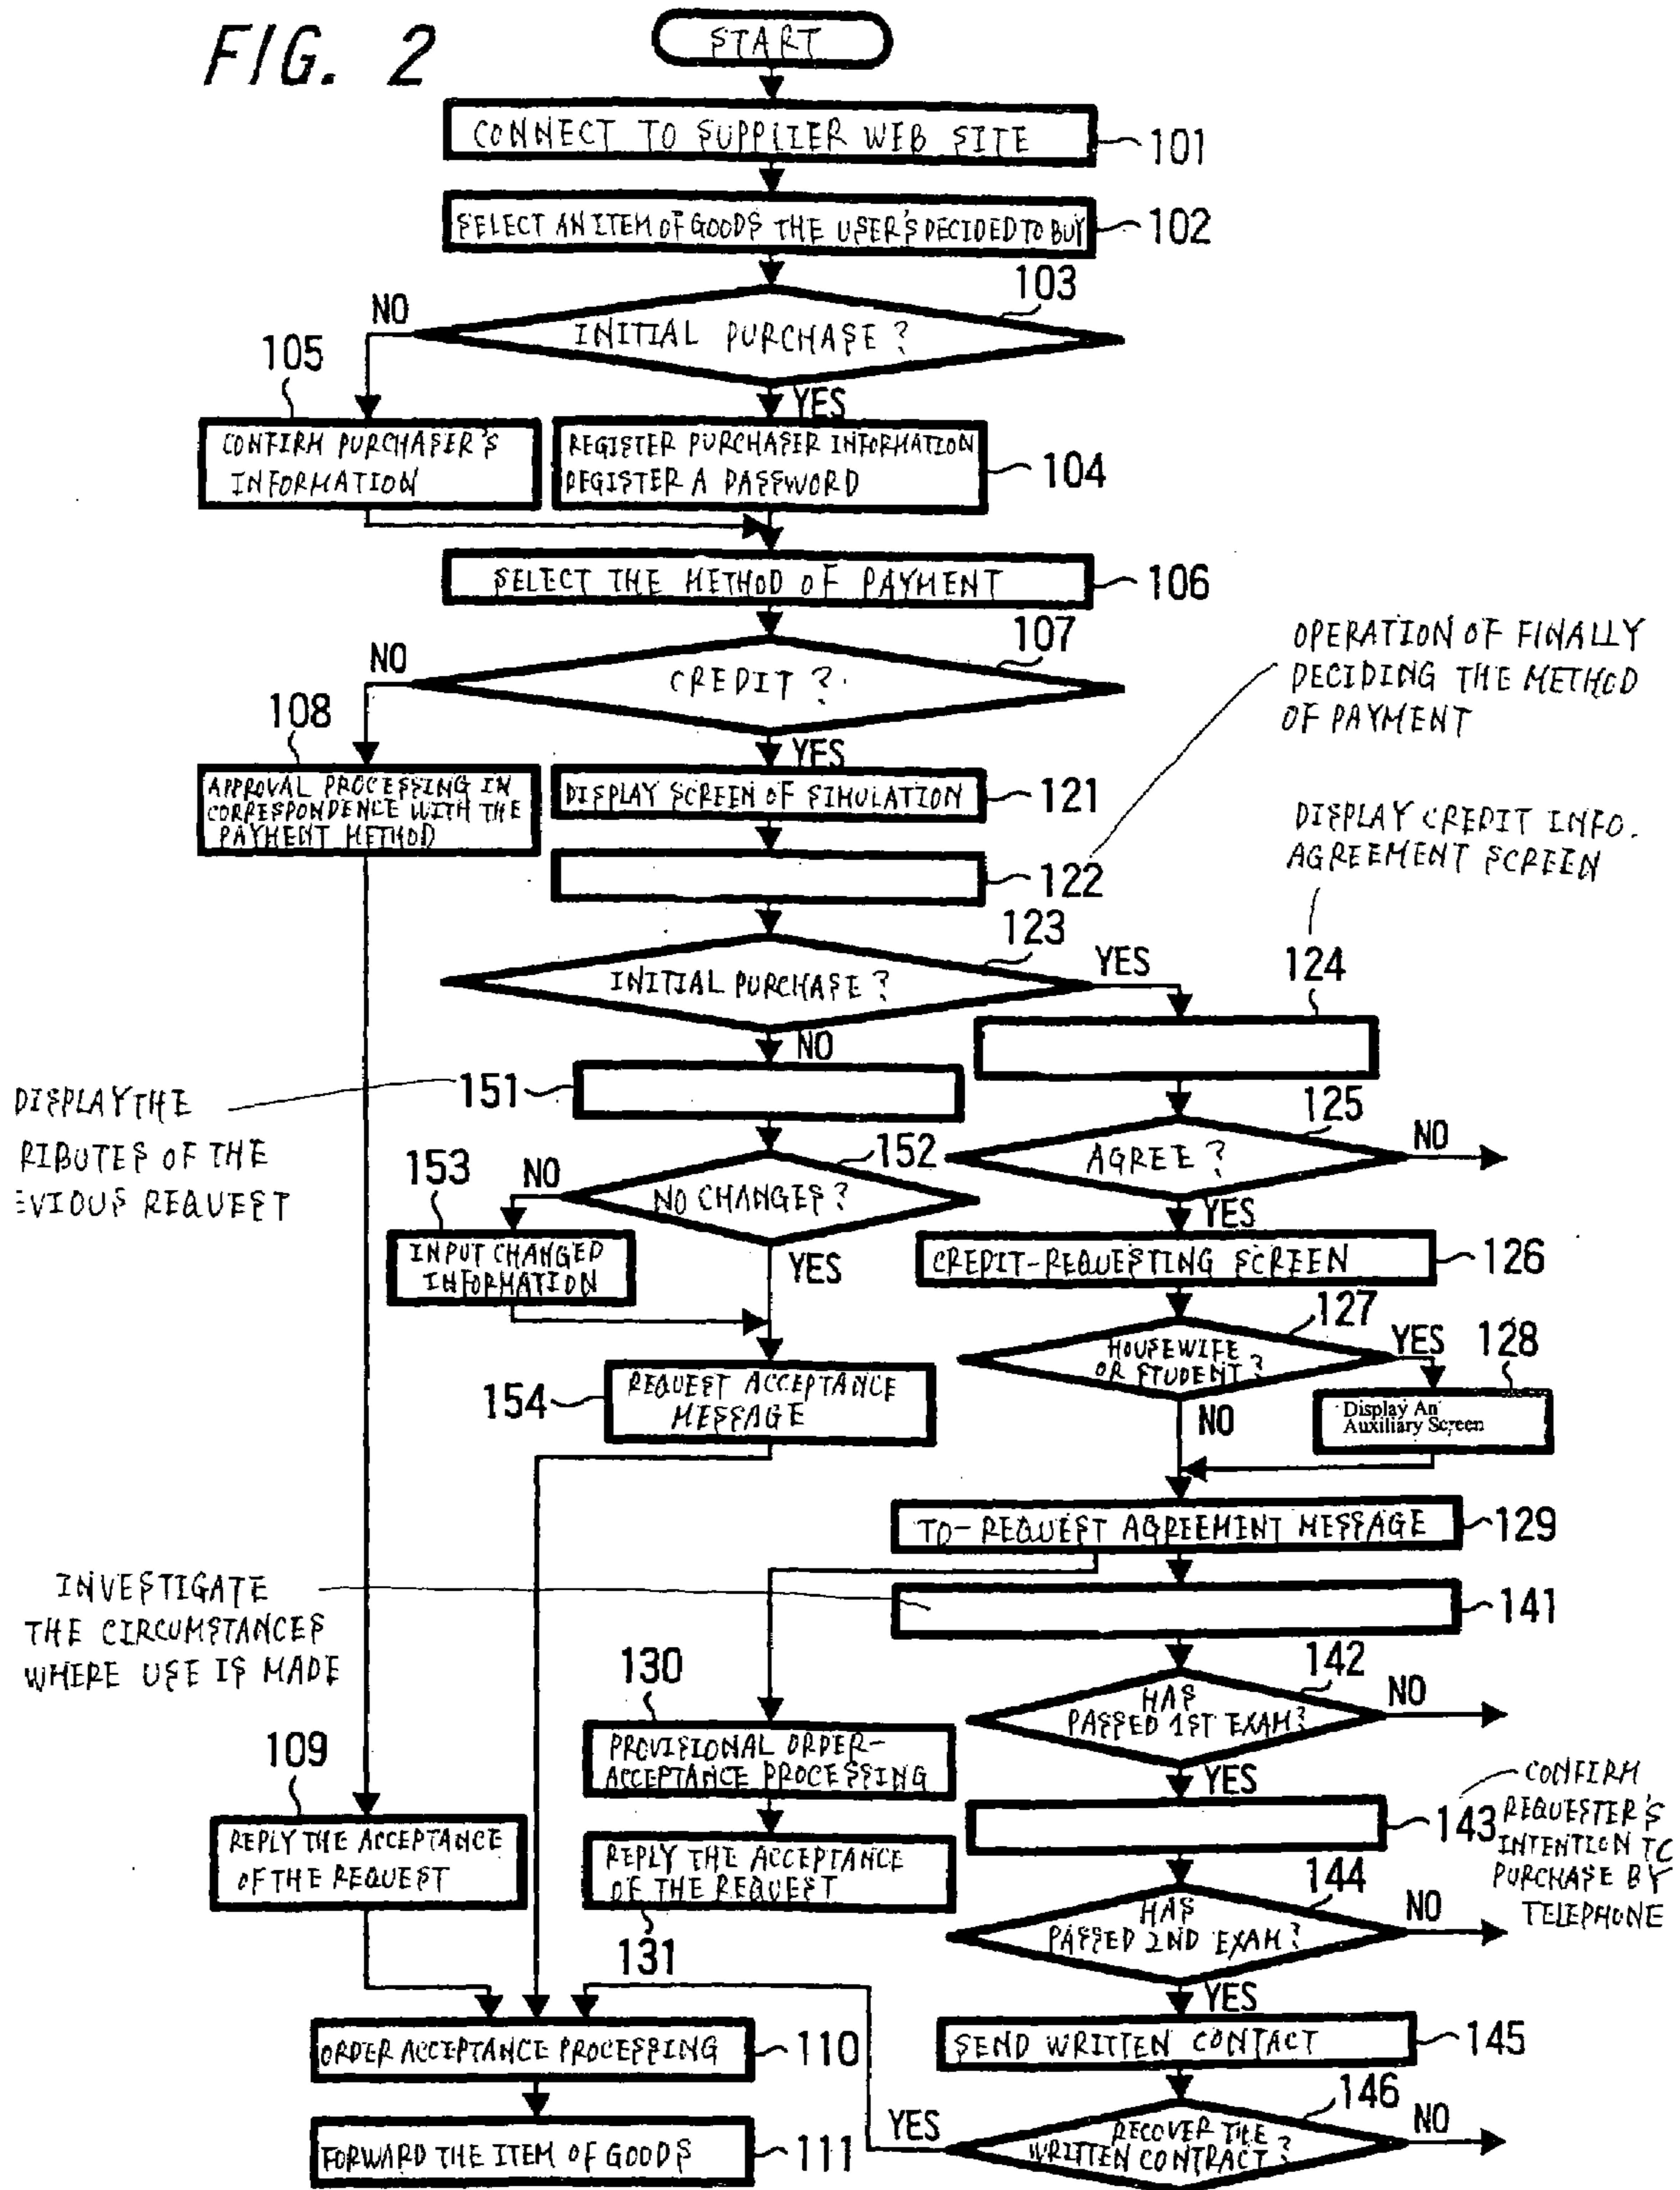 FIG. 2
START
CONNECT TO SUPPLIER WEB SITE
101
SELECT AN ITEM OF GOODS THE USER'S DECIDED TO BUY
102
103
INITIAL PURCHASE?
NO
YES
105
CONFIRM PURCHASER'S
INFORMATION
REGISTER PURCHASER INFORMATION
REGISTER A PASSWORD
104
SELECT THE METHOD OF PAYMENT
106
107
CREDIT?
NO
YES
OPERATION OF FINALLY
DECIDING THE METHOD
OF PAYMENT
108
APPROVAL PROCESSING IN
CORRESPONDENCE WITH THE
PAYMENT METHOD
DISPLAY SCREEN OF SIMULATION
121
122
DISPLAY CREDIT INFO.
AGREEMENT SCREEN
123
INITIAL PURCHASE?
YES
NO
124
151
DISPLAY THE
RIBUTES OF THE
EVIOUS REQUEST
125
AGREE?
NO
YES
152
NO CHANGES?
NO
YES
153
INPUT CHANGED
INFORMATION
CREDIT-REQUESTING SCREEN
126
127
HOUSEWIFE
OR STUDENT?
YES
NO
128
Display An
Auxiliary Screen
154
REQUEST ACCEPTANCE
MESSAGE
TO-REQUEST AGREEMENT MESSAGE
129
INVESTIGATE
THE CIRCUMSTANCES
WHERE USE IS MADE
141
142
HAS
PASSED 1ST EXAM?
NO
YES
130
PROVISIONAL ORDER-
ACCEPTANCE PROCESSING
109
REPLY THE ACCEPTANCE
OF THE REQUEST
REPLY THE ACCEPTANCE
OF THE REQUEST
131
143
CONFIRM
REQUESTER'S
INTENTION TO
PURCHASE BY
TELEPHONE
144
HAS
PASSED 2ND EXAM?
NO
YES
SEND WRITTEN CONTACT
145
ORDER ACCEPTANCE PROCESSING
110
146
RECOVER THE
WRITTEN CONTRACT?
YES
NO
FORWARD THE ITEM OF GOODS
111